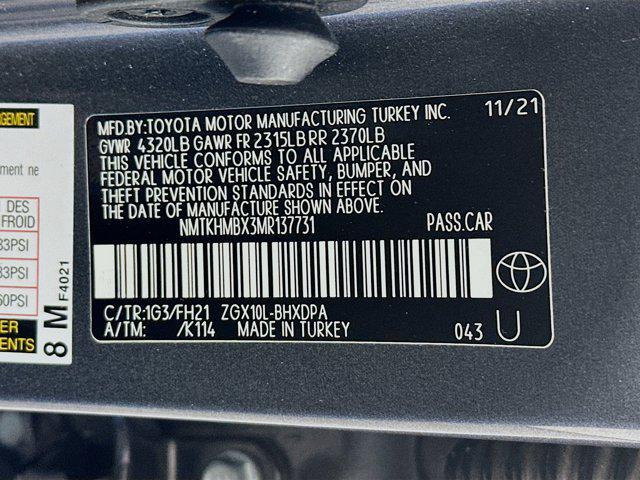 MFD.BY:TOYOTA MOTOR MANUFACTURING TURKEY INC. 11/21
GVWR 4320LB GAWR FR 2315LB RR 2370LB
THIS VEHICLE CONFORMS TO ALL APPLICABLE
FEDERAL MOTOR VEHICLE SAFETY, BUMPER, AND
THEFT PREVENTION STANDARDS IN EFFECT ON
THE DATE OF MANUFACTURE SHOWN ABOVE.
NMTKHMBX3MR137731 PASS.CAR
C/TR:1G3/FH21 ZGX10L-BHXDPA
A/TM: /K114 MADE IN TURKEY 043 U
ement ne
DES
FROID
33PSI
33PSI
60PSI
8 M F4021